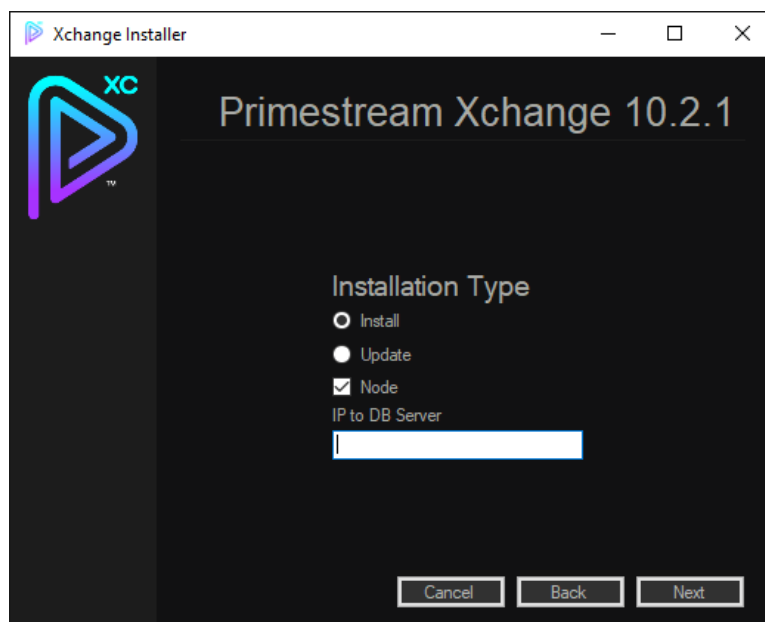 Xchange Installer
XC
TM
Primestream Xchange 10.2.1
Installation Type
Install
Update
Node
IP to DB Server
Cancel Back Next